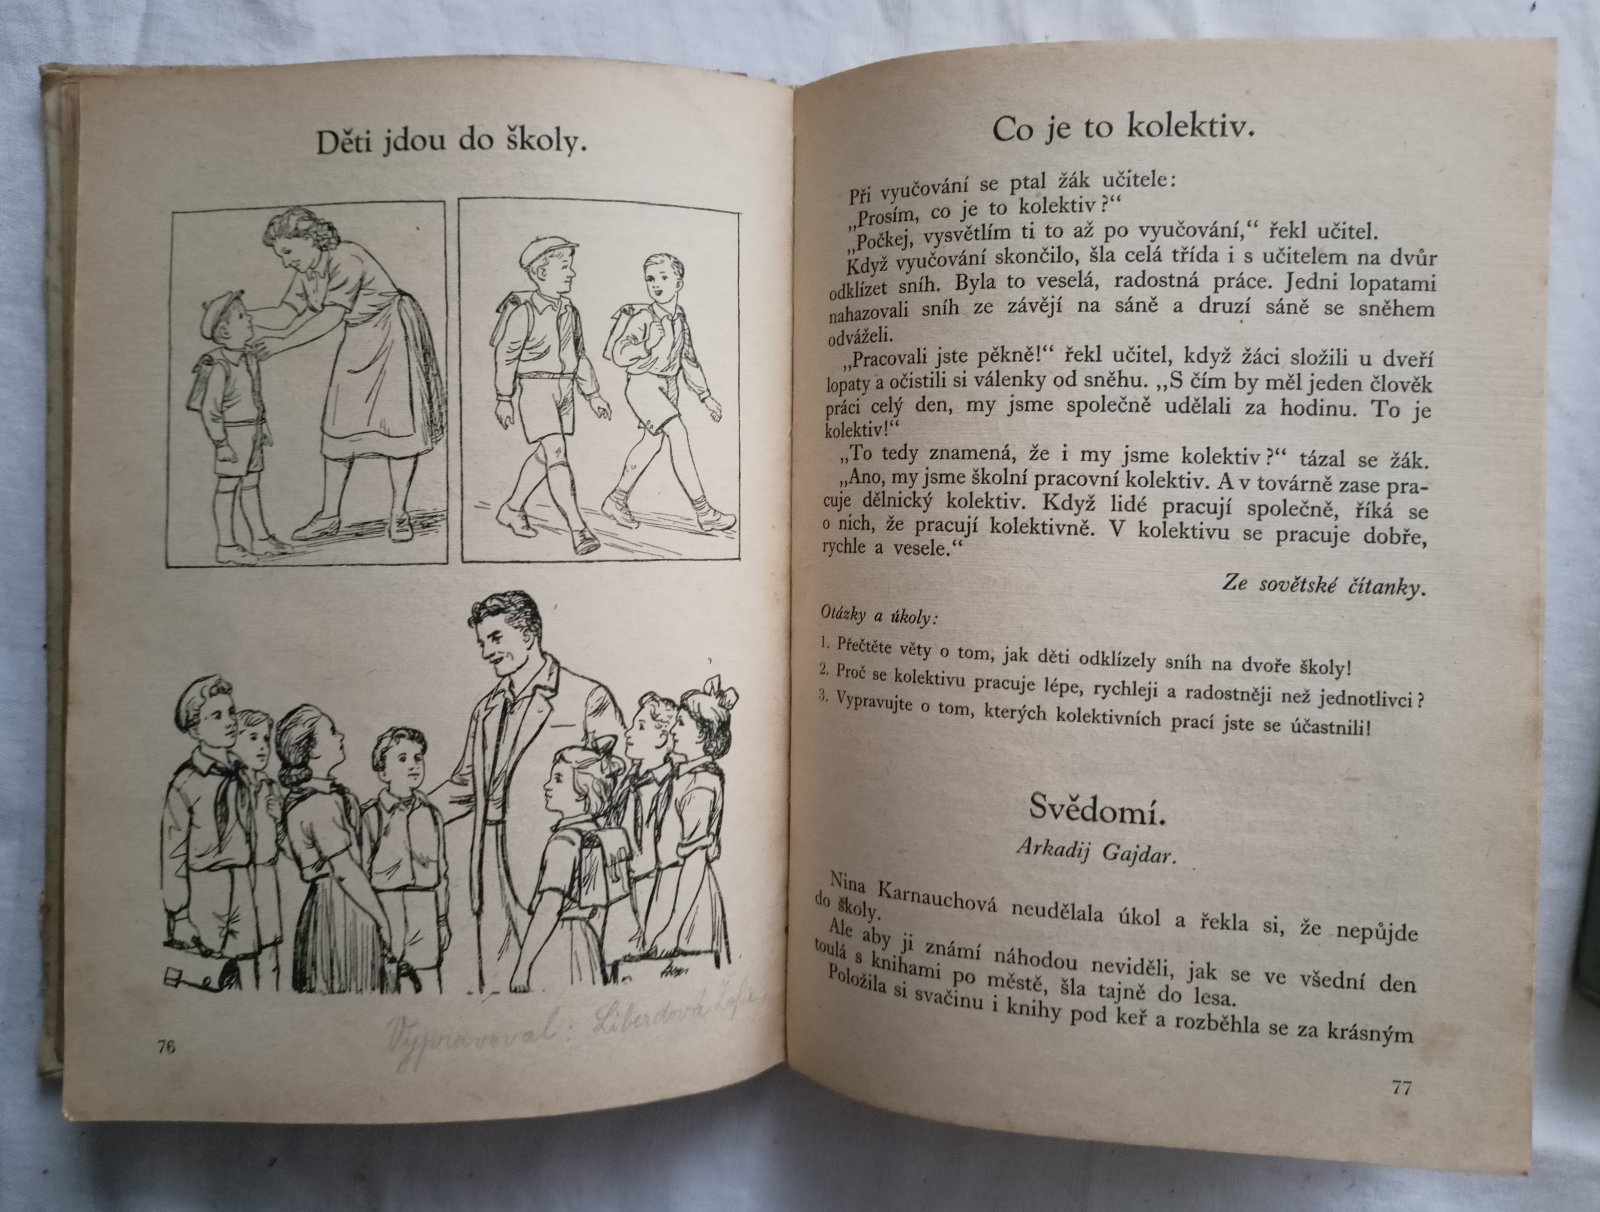 Děti jdou do školy.
Vypravoval: Liberdová
76
Co je to kolektiv.
Při vyučování se ptal žák učitele:
„Prosím, co je to kolektiv?“
„Počkej, vysvětlím ti to až po vyučování,“ řekl učitel.
Když vyučování skončilo, šla celá třída i s učitelem na dvůr
odklízet sníh. Byla to veselá, radostná práce. Jedni lopatami
nahazovali sníh ze závějí na sáně a druzí sáně se sněhem
odváželi.
„Pracovali jste pěkně!“ řekl učitel, když žáci složili u dveří
lopaty a očistili si válenky od sněhu. „S čím by měl jeden člověk
práci celý den, my jsme společně udělali za hodinu. To je
kolektiv!“
„To tedy znamená, že i my jsme kolektiv?“ tázal se žák.
„Ano, my jsme školní pracovní kolektiv. A v továrně zase pra-
cuje dělnický kolektiv. Když lidé pracují společně, říká se
o nich, že pracují kolektivně. V kolektivu se pracuje dobře,
rychle a vesele.“
Ze sovětské čítanky.
Otázky a úkoly:
1. Přečtěte věty o tom, jak děti odklízely sníh na dvoře školy!
2. Proč se kolektivu pracuje lépe, rychleji a radostněji než jednotlivci?
3. Vypravujte o tom, kterých kolektivních prací jste se účastnili!
Svědomí.
Arkadij Gajdar.
Nina Karnauchová neudělala úkol a řekla si, že nepůjde
do školy.
Ale aby ji známí náhodou neviděli, jak se ve všední den
toulá s knihami po městě, šla tajně do lesa.
Položila si svačinu i knihy pod keř a rozběhla se za krásným
77